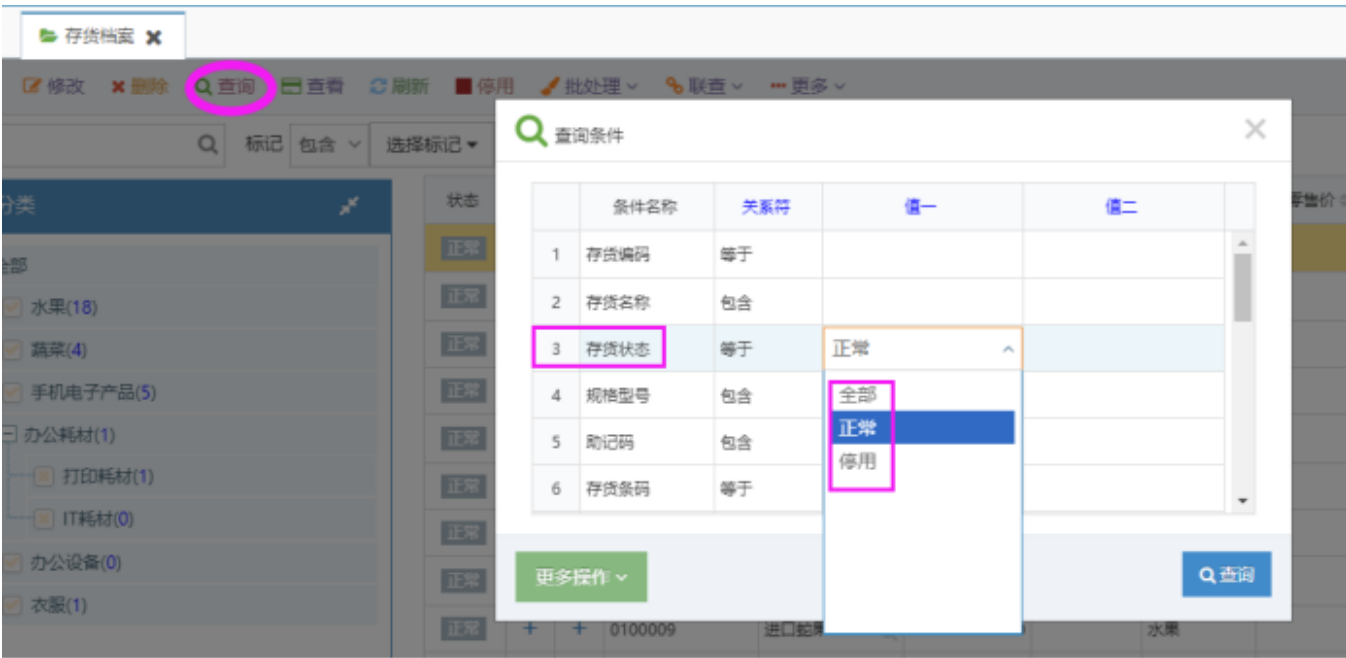 存货档案
修改 删除 查询 查看 刷新 停用 批处理 联查 更多
标记 包含 选择标记
查询条件
分类
状态
零售价
条件名称 关系符 值一 值二
全部
正常
1 存货编码 等于
水果(18)
正常
2 存货名称 包含
蔬菜(4)
正常
3 存货状态 等于 正常
手机电子产品(5)
正常
4 规格型号 包含
全部
办公耗材(1)
正常
5 助记码 包含
正常
打印耗材(1)
正常
6 存货条码 等于
停用
IT耗材(0)
正常
办公设备(0)
正常
更多操作
查询
衣服(1)
正常
0100009 进口蛇果 水果